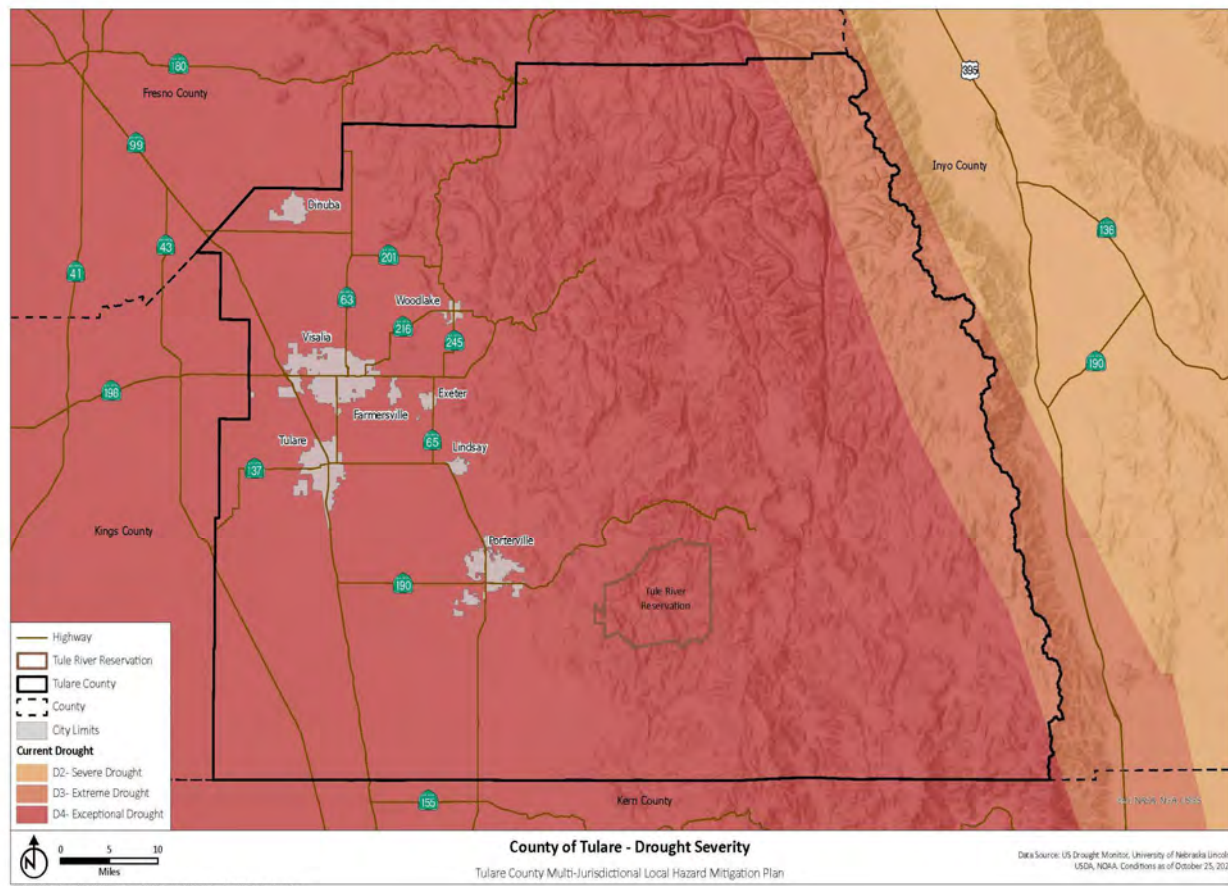 180
Fresno County
395
99
Inyo County
Dinuba
136
43
201
41
63
Woodlake
216
Visalia
245
190
198
Exeter
Farmersville
Tulare
65
Lindsay
137
Kings County
Porterville
190
Tule River
Reservation
Highway
Tule River Reservation
Tulare County
County
City Limits
Current Drought
D2- Severe Drought
D3- Extreme Drought
D4- Exceptional Drought
155
Kern County
N
0 5 10
Miles
County of Tulare - Drought Severity
Tulare County Multi-Jurisdictional Local Hazard Mitigation Plan
Data Source: US Drought Monitor, University of Nebraska Lincoln
USDA, NOAA. Conditions as of October 25, 202